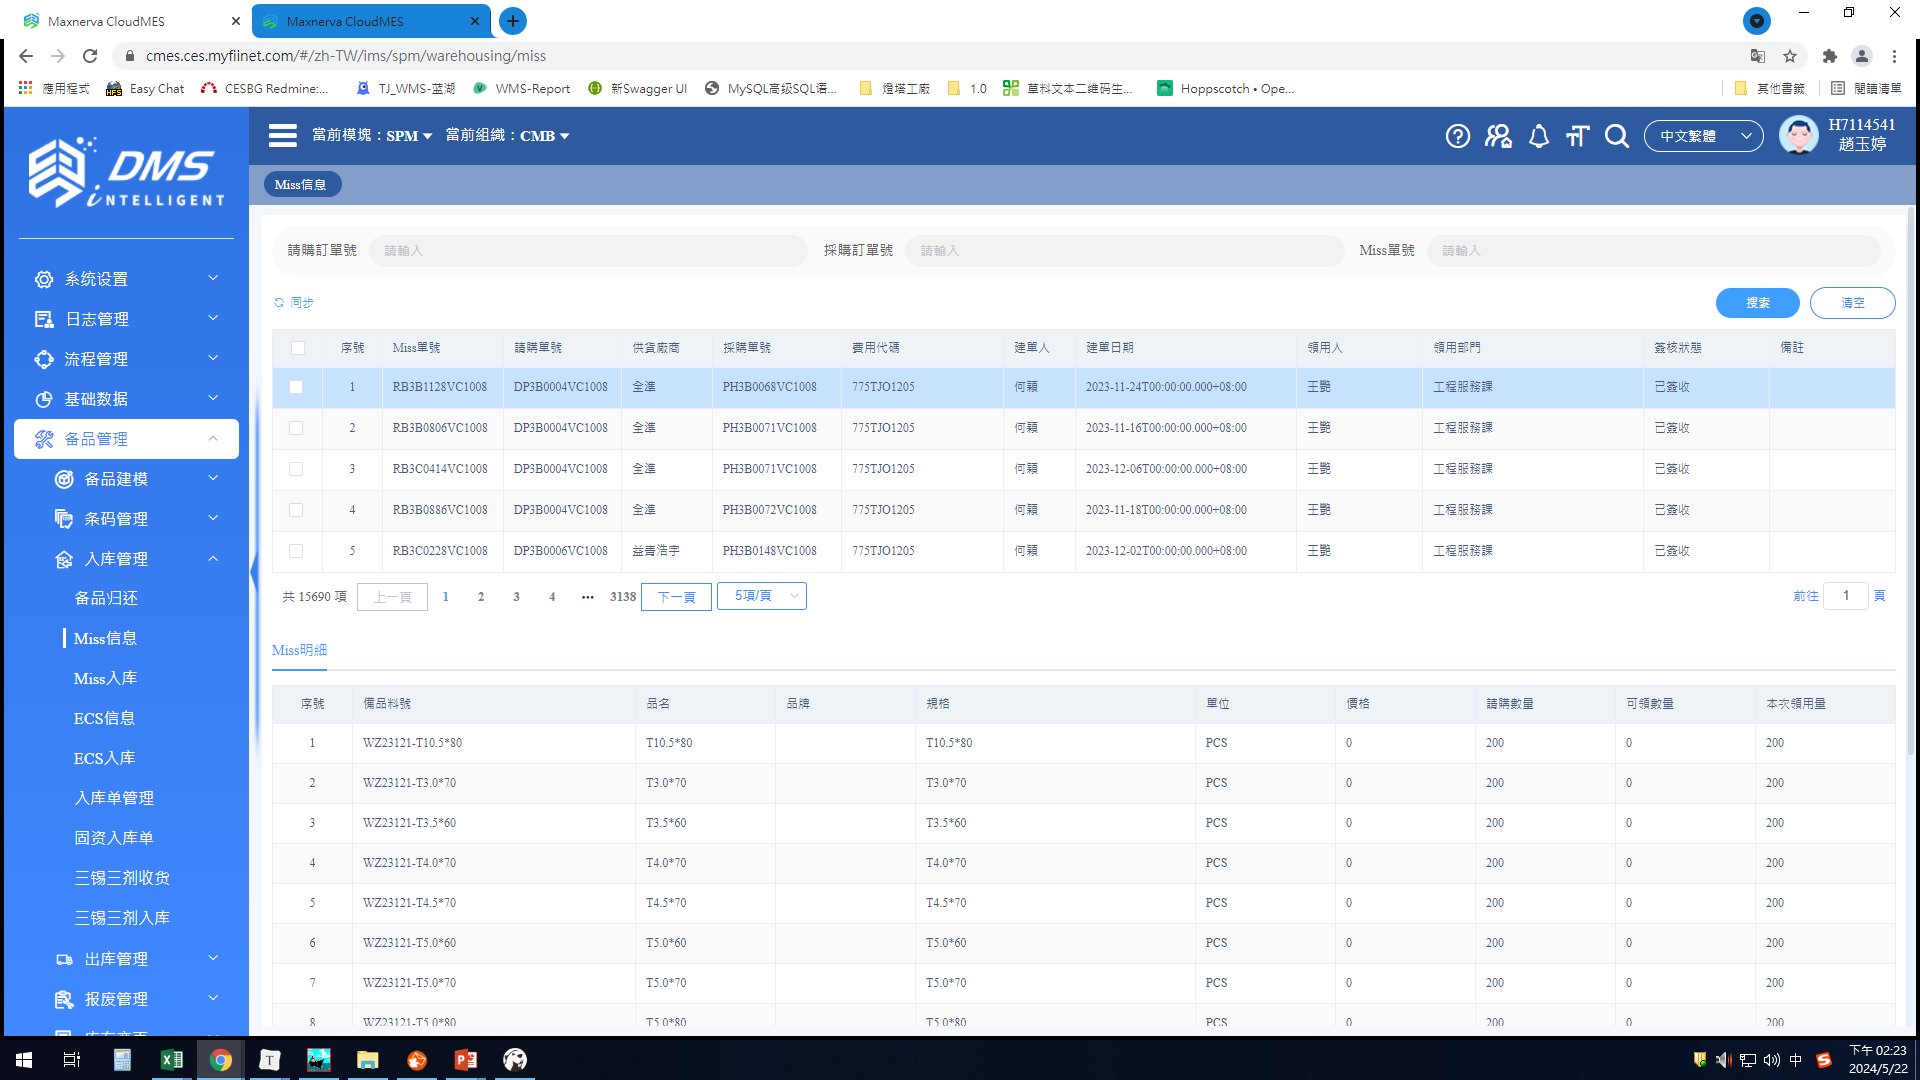 Maxnerva CloudMES
Maxnerva CloudMES
cmes.ces.myfiinet.com/#/zh-TW/ims/spm/warehousing/miss
應用程式 Easy Chat CESBG Redmine:... TJ_WMS-蓝湖 WMS-Report 新Swagger UI MySQL高级SQL语... 燈塔工廠 1.0 草料文本二维码生... Hoppscotch • Ope... 其他書籤 閱讀清單
DMS
iNTELLIGENT
當前模塊：SPM 當前組織：CMB 中文繁體 H7114541
趙玉婷
Miss信息
系统设置
日志管理
流程管理
基础数据
备品管理
备品建模
条码管理
入库管理
备品归还
Miss信息
Miss入库
ECS信息
ECS入库
入库单管理
固资入库单
三锡三剂收货
三锡三剂入库
出库管理
报废管理
請購訂單號 請輸入 採購訂單號 請輸入 Miss單號 請輸入
同步 搜索 清空
序號 Miss單號 請購單號 供貨廠商 採購單號 費用代碼 建單人 建單日期 領用人 領用部門 簽核狀態 備註
1 RB3B1128VC1008 DP3B0004VC1008 全準 PH3B0068VC1008 775TJO1205 何穎 2023-11-24T00:00:00.000+08:00 王艷 工程服務課 已簽收
2 RB3B0806VC1008 DP3B0004VC1008 全準 PH3B0071VC1008 775TJO1205 何穎 2023-11-16T00:00:00.000+08:00 王艷 工程服務課 已簽收
3 RB3C0414VC1008 DP3B0004VC1008 全準 PH3B0071VC1008 775TJO1205 何穎 2023-12-06T00:00:00.000+08:00 王艷 工程服務課 已簽收
4 RB3B0886VC1008 DP3B0004VC1008 全準 PH3B0072VC1008 775TJO1205 何穎 2023-11-18T00:00:00.000+08:00 王艷 工程服務課 已簽收
5 RB3C0228VC1008 DP3B0006VC1008 益青浩宇 PH3B0148VC1008 775TJO1205 何穎 2023-12-02T00:00:00.000+08:00 王艷 工程服務課 已簽收
共 15690 項 上一頁 1 2 3 4 ••• 3138 下一頁 5項/頁 前往 1 頁
Miss明細
序號 備品料號 品名 品牌 規格 單位 價格 請購數量 可領數量 本次領用量
1 WZ23121-T10.5*80 T10.5*80 T10.5*80 PCS 0 200 0 200
2 WZ23121-T3.0*70 T3.0*70 T3.0*70 PCS 0 200 0 200
3 WZ23121-T3.5*60 T3.5*60 T3.5*60 PCS 0 200 0 200
4 WZ23121-T4.0*70 T4.0*70 T4.0*70 PCS 0 200 0 200
5 WZ23121-T4.5*70 T4.5*70 T4.5*70 PCS 0 200 0 200
6 WZ23121-T5.0*60 T5.0*60 T5.0*60 PCS 0 200 0 200
7 WZ23121-T5.0*70 T5.0*70 T5.0*70 PCS 0 200 0 200
8 WZ23121-T5.0*80 T5.0*80 T5.0*80 PCS 0 200 0 200
中 下午 02:23
2024/5/22